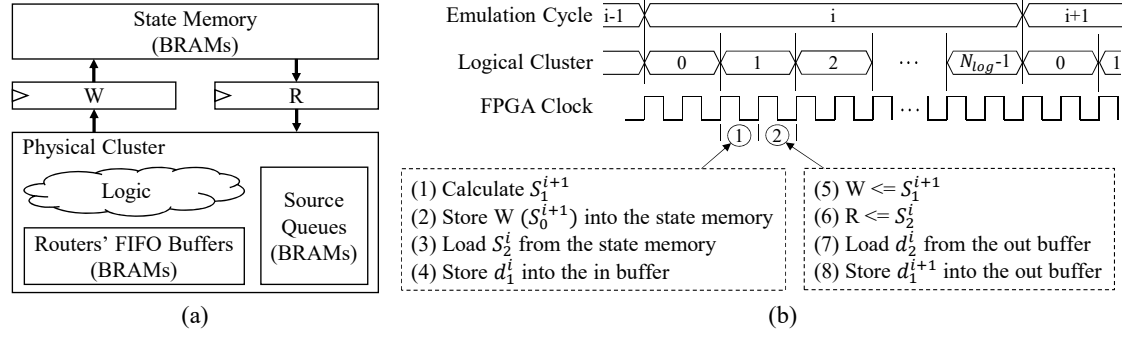 State Memory
(BRAMs)
W
R
Physical Cluster
Logic
Routers' FIFO Buffers
(BRAMs)
Source
Queues
(BRAMs)
(a)
Emulation Cycle
i-1
i
i+1
Logical Cluster
0
1
2
...
N_{log}-1
0
1
FPGA Clock
...
1
2
(1) Calculate S_1^{i+1}
(2) Store W (S_0^{i+1}) into the state memory
(3) Load S_2^i from the state memory
(4) Store d_1^i into the in buffer
(5) W <= S_1^{i+1}
(6) R <= S_2^i
(7) Load d_2^i from the out buffer
(8) Store d_1^{i+1} into the out buffer
(b)